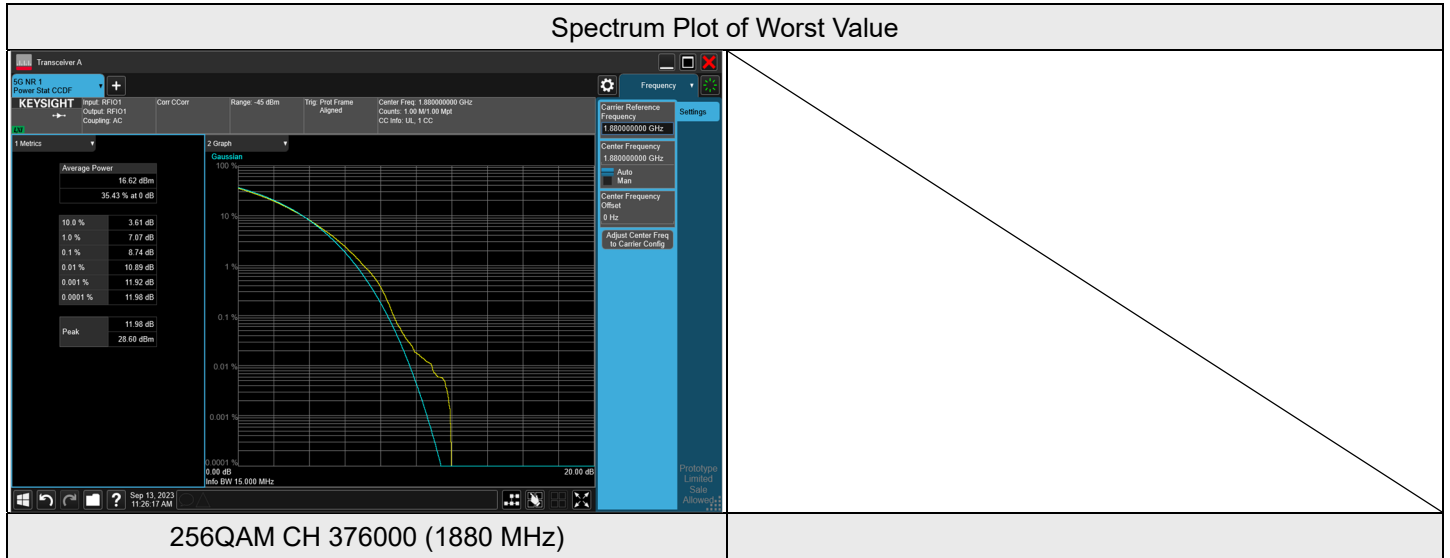 Spectrum Plot of Worst Value
Transceiver A
5G NR 1
Power Stat CCDF
Frequency
KEYSIGHT
Input: RFIO1
Output: RFIO1
Coupling: AC
Corr CCorr
Range: -45 dBm
Trig: Prot Frame
Aligned
Center Freq: 1.880000000 GHz
Counts: 1.00 M/1.00 Mpt
CC Info: UL, 1 CC
LXI
1 Metrics
Average Power
16.62 dBm
35.43 % at 0 dB
10.0 % 3.61 dB
1.0 % 7.07 dB
0.1 % 8.74 dB
0.01 % 10.89 dB
0.001 % 11.92 dB
0.0001 % 11.98 dB
Peak
11.98 dB
28.60 dBm
2 Graph
Gaussian
100 %
10 %
1 %
0.1 %
0.01 %
0.001 %
0.0001 %
0.00 dB
20.00 dB
Info BW 15.000 MHz
Carrier Reference
Frequency
1.880000000 GHz
Center Frequency
1.880000000 GHz
Auto
Man
Center Frequency
Offset
0 Hz
Adjust Center Freq
to Carrier Config
Settings
Prototype
Limited
Sale
Allowed
?
Sep 13, 2023
11:26:17 AM
256QAM CH 376000 (1880 MHz)